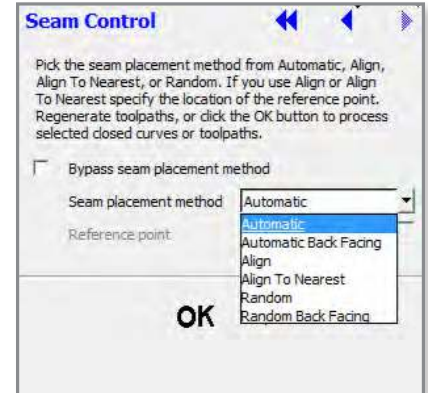 Seam Control
Pick the seam placement method from Automatic, Align,
Align To Nearest, or Random. If you use Align or Align
To Nearest specify the location of the reference point.
Regenerate toolpaths, or click the OK button to process
selected closed curves or toolpaths.
Bypass seam placement method
Seam placement method Automatic
Automatic
Reference point
Automatic Back Facing
Align
Align To Nearest
Random
Random Back Facing
OK